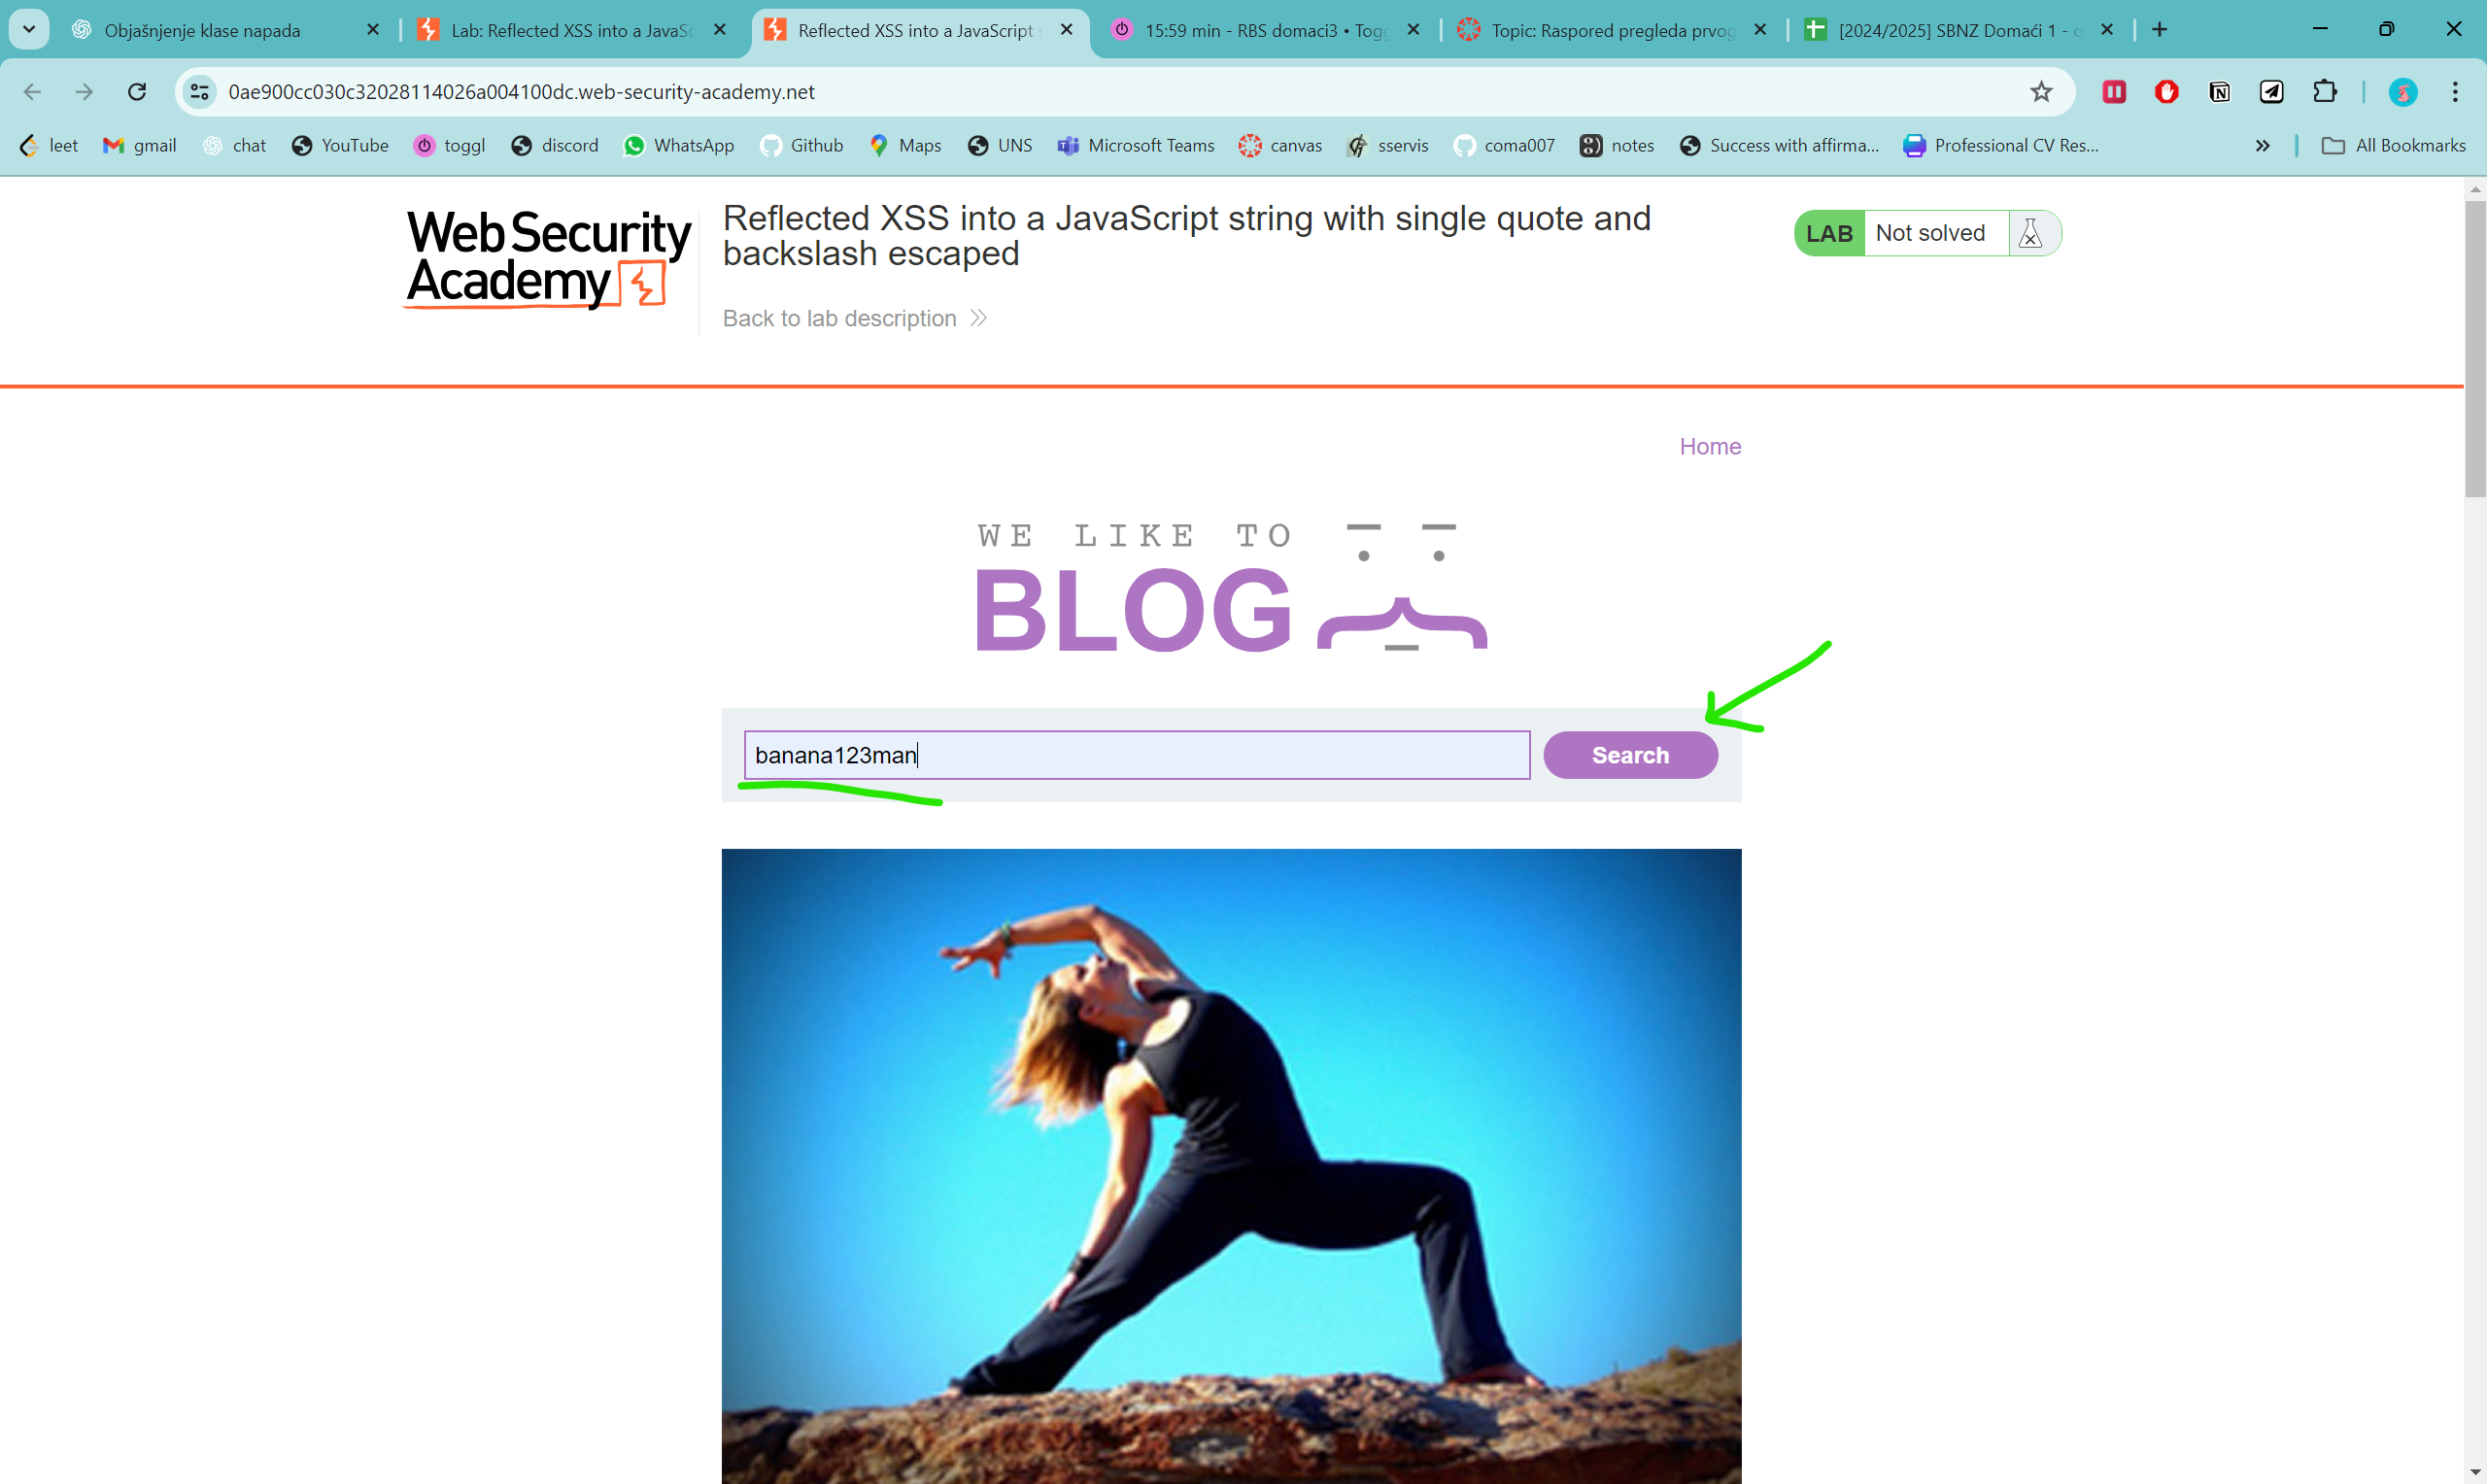 Objašnjenje klase napada
Lab: Reflected XSS into a JavaSc
Reflected XSS into a JavaScript s
15:59 min - RBS domaci3 • Togg
Topic: Raspored pregleda prvog
[2024/2025] SBNZ Domaći 1 - o
0ae900cc030c32028114026a004100dc.web-security-academy.net
leet
gmail
chat
YouTube
toggl
discord
WhatsApp
Github
Maps
UNS
Microsoft Teams
canvas
sservis
coma007
notes
Success with affirma...
Professional CV Res...
All Bookmarks
Web Security
Academy
Reflected XSS into a JavaScript string with single quote and
backslash escaped
Back to lab description
LAB Not solved
Home
WE LIKE TO
BLOG
banana123man
Search